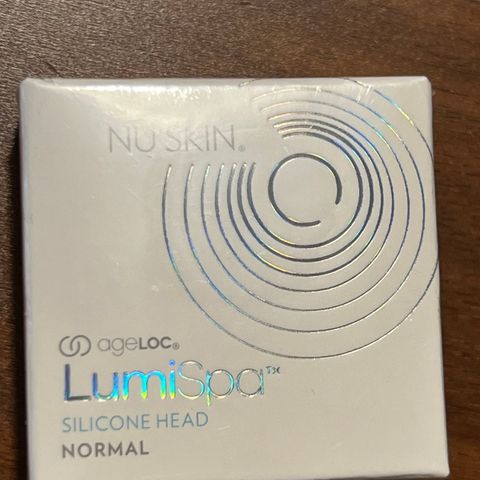 NU SKIN®
ageLOC®
LumiSpa™
SILICONE HEAD
NORMAL